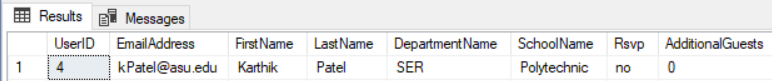 Results Messages
UserID EmailAddress FirstName LastName DepartmentName SchoolName Rsvp AdditionalGuests
1 4 kPatel@asu.edu Karthik Patel SER Polytechnic no 0